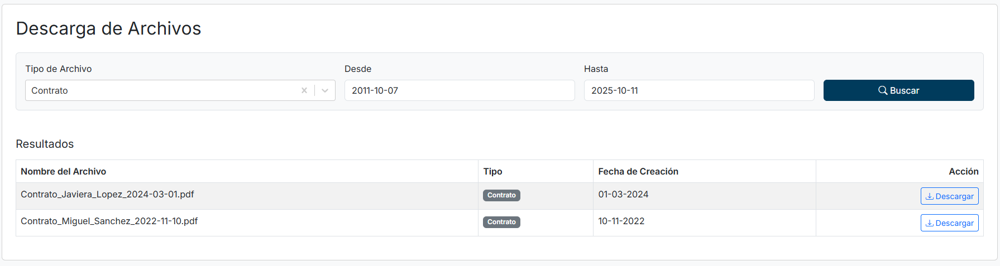 Descarga de Archivos
Tipo de Archivo Desde Hasta
Contrato 2011-10-07 2025-10-11 Buscar
Resultados
Nombre del Archivo Tipo Fecha de Creación Acción
Contrato_Javiera_Lopez_2024-03-01.pdf Contrato 01-03-2024 Descargar
Contrato_Miguel_Sanchez_2022-11-10.pdf Contrato 10-11-2022 Descargar